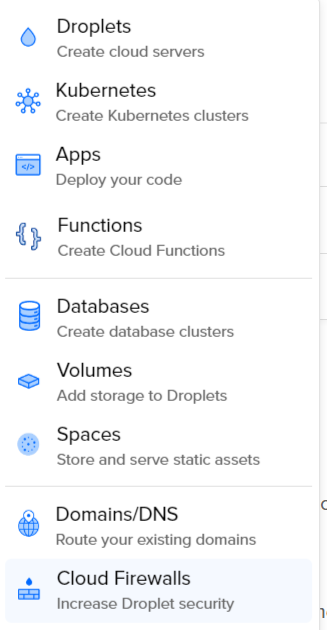 Droplets
Create cloud servers
Kubernetes
Create Kubernetes clusters
Apps
Deploy your code
Functions
Create Cloud Functions
Databases
Create database clusters
Volumes
Add storage to Droplets
Spaces
Store and serve static assets
Domains/DNS
Route your existing domains
Cloud Firewalls
Increase Droplet security